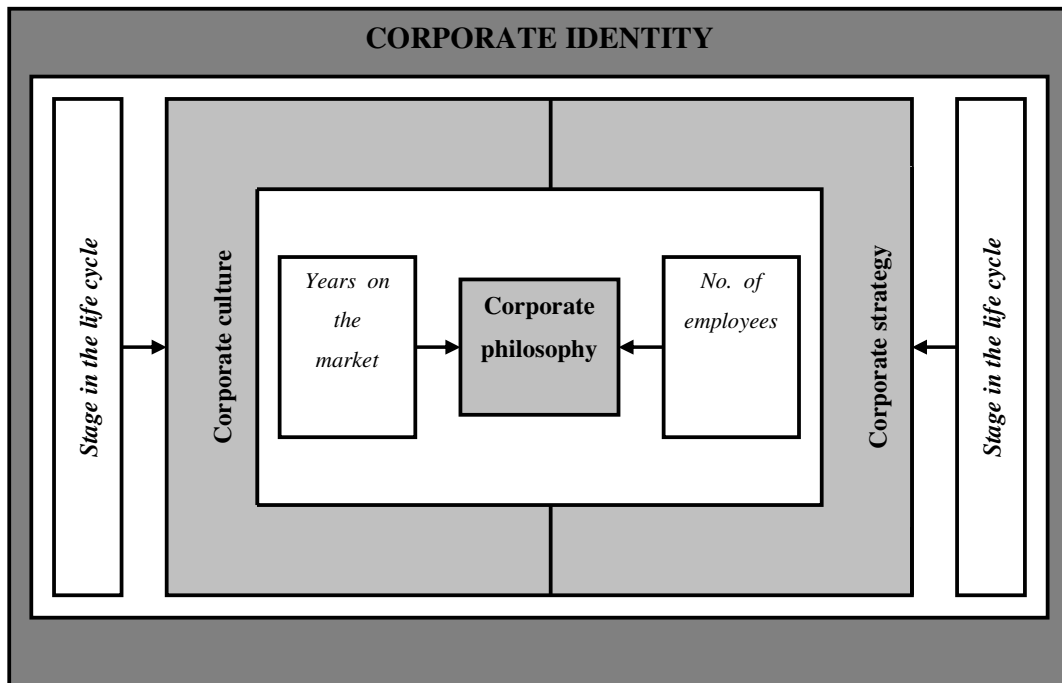 CORPORATE IDENTITY
Stage in the life cycle
Corporate culture
Years on
the
market
Corporate
philosophy
No. of
employees
Corporate strategy
Stage in the life cycle